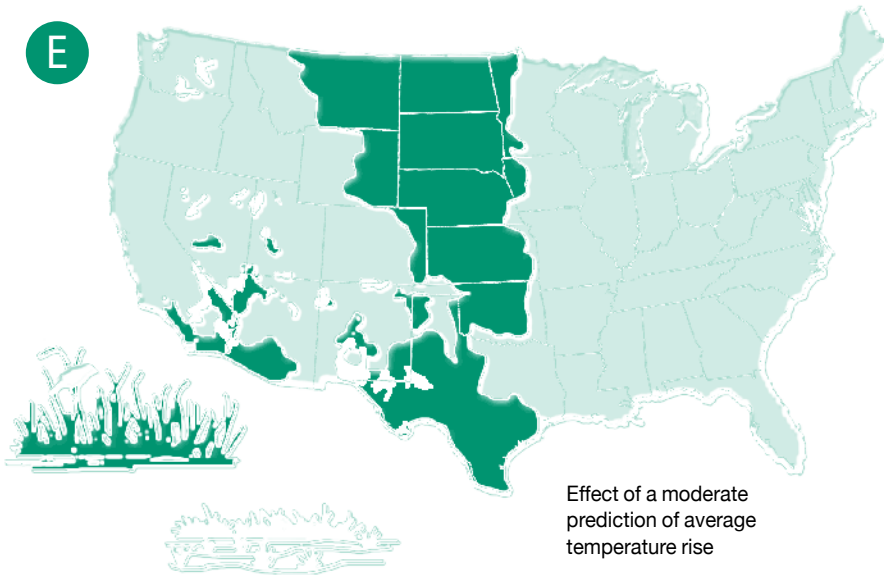 E
Effect of a moderate
prediction of average
temperature rise